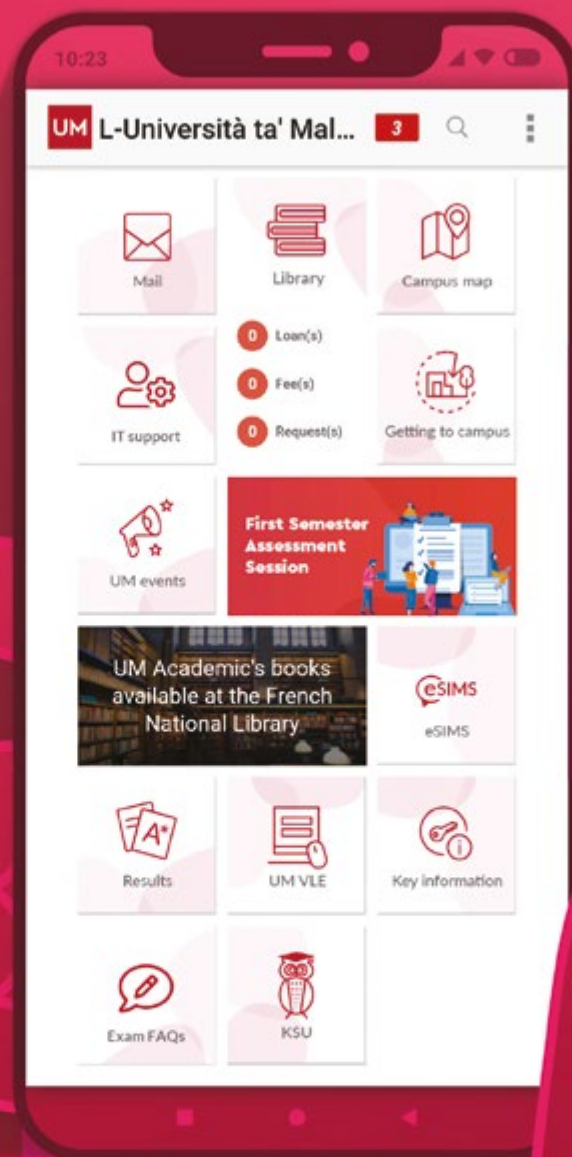 10:23
UM L-Università ta' Mal... 3
Mail
Library
Campus map
0 Loan(s)
0 Fee(s)
0 Request(s)
IT support
Getting to campus
UM events
First Semester
Assessment
Session
UM Academic's books
available at the French
National Library
eSIMS
eSIMS
A+
Results
UM VLE
Key information
Exam FAQs
KSU